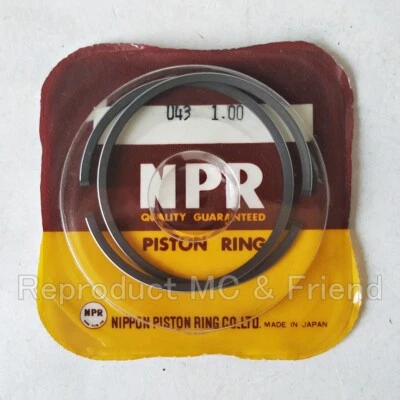 U43 1.00
NPR
QUALITY GUARANTEED
PISTON RING
Reproduct MC & Friend
NPR
NIPPON PISTON RING CO.,LTD. MADE IN JAPAN